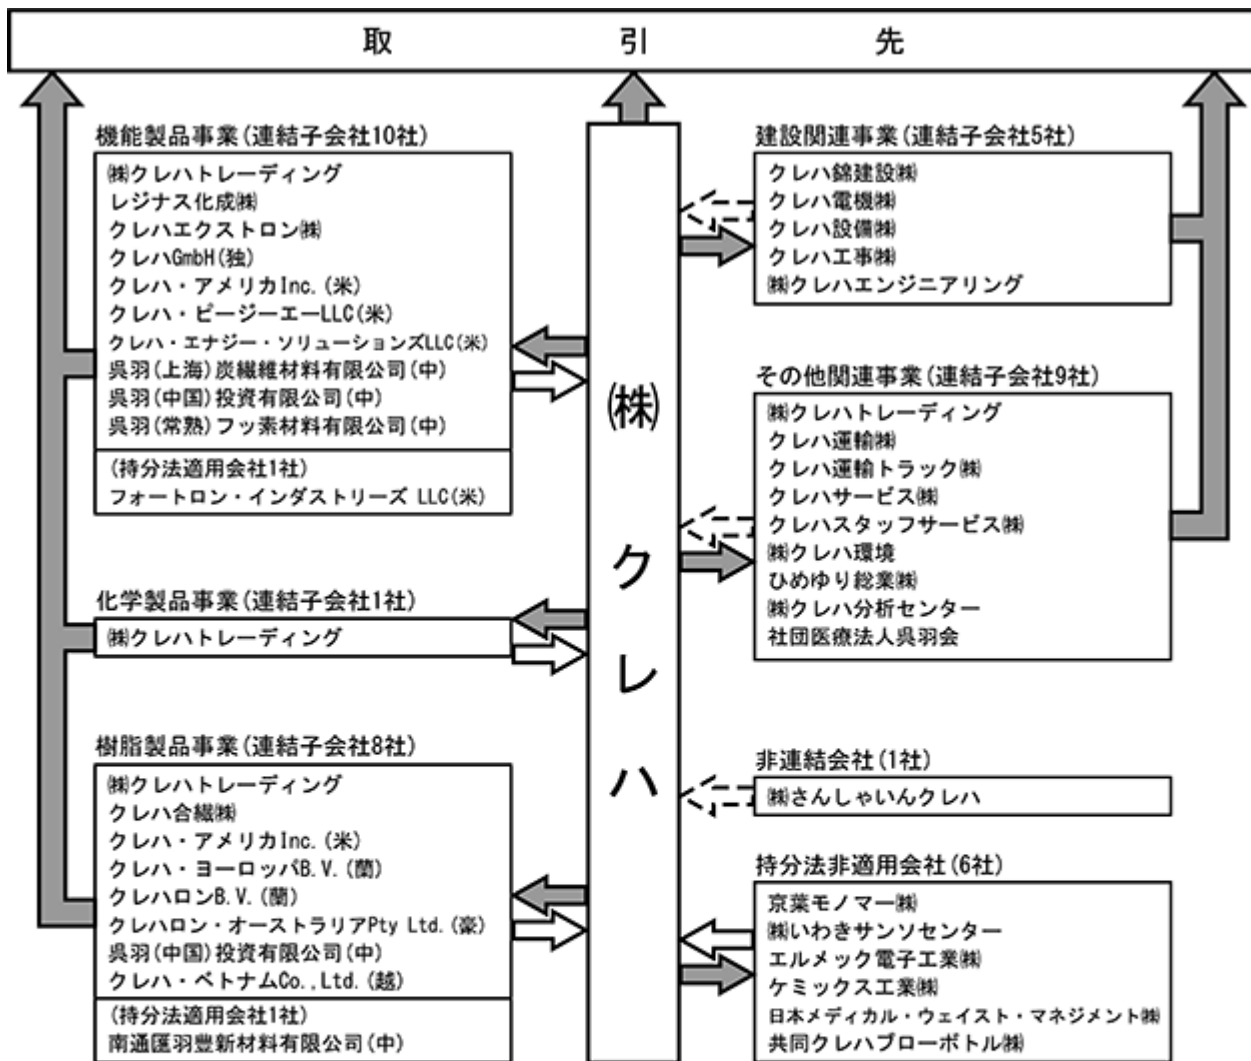 取引先
機能製品事業(連結子会社10社)
㈱クレハトレーディング
レジナス化成㈱
クレハエクストロン㈱
クレハGmbH(独)
クレハ・アメリカInc.(米)
クレハ・ピージーエーLLC(米)
クレハ・エナジー・ソリューションズLLC(米)
呉羽(上海)炭繊維材料有限公司(中)
呉羽(中国)投資有限公司(中)
呉羽(常熟)フッ素材料有限公司(中)
(持分法適用会社1社)
フォートロン・インダストリーズ LLC(米)
化学製品事業(連結子会社1社)
㈱クレハトレーディング
樹脂製品事業(連結子会社8社)
㈱クレハトレーディング
クレハ合繊㈱
クレハ・アメリカInc.(米)
クレハ・ヨーロッパB.V.(蘭)
クレハロンB.V.(蘭)
クレハロン・オーストラリアPty Ltd.(豪)
呉羽(中国)投資有限公司(中)
クレハ・ベトナムCo.,Ltd.(越)
(持分法適用会社1社)
南通匯羽豊新材料有限公司(中)
㈱クレハ
建設関連事業(連結子会社5社)
クレハ錦建設㈱
クレハ電機㈱
クレハ設備㈱
クレハ工事㈱
㈱クレハエンジニアリング
その他関連事業(連結子会社9社)
㈱クレハトレーディング
クレハ運輸㈱
クレハ運輸トラック㈱
クレハサービス㈱
クレハスタッフサービス㈱
㈱クレハ環境
ひめゆり総業㈱
㈱クレハ分析センター
社団医療法人呉羽会
非連結会社(1社)
㈱さんしゃいんクレハ
持分法非適用会社(6社)
京葉モノマー㈱
㈱いわきサンソセンター
エルメック電子工業㈱
ケミックス工業㈱
日本メディカル・ウェイスト・マネジメント㈱
共同クレハブローボトル㈱